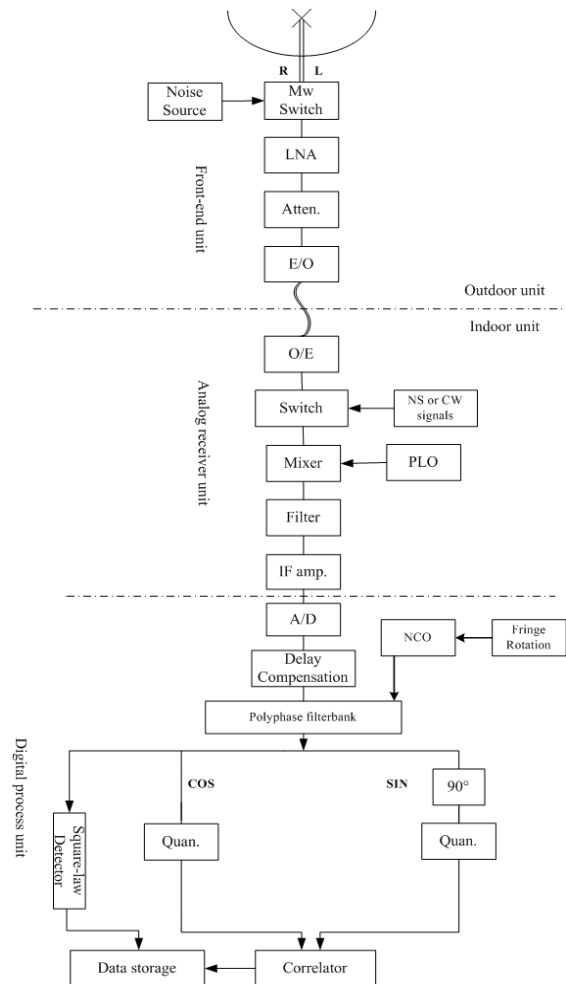 R L
Noise
Source
Mw
Switch
LNA
Front-end unit
Atten.
E/O
Outdoor unit
Indoor unit
O/E
Analog receiver unit
Switch
NS or CW
signals
Mixer
PLO
Filter
IF amp.
A/D
NCO
Fringe
Rotation
Delay
Compensation
Polyphase filterbank
Digital process unit
COS
SIN
90°
Square-law
Detector
Quan.
Quan.
Data storage
Correlator